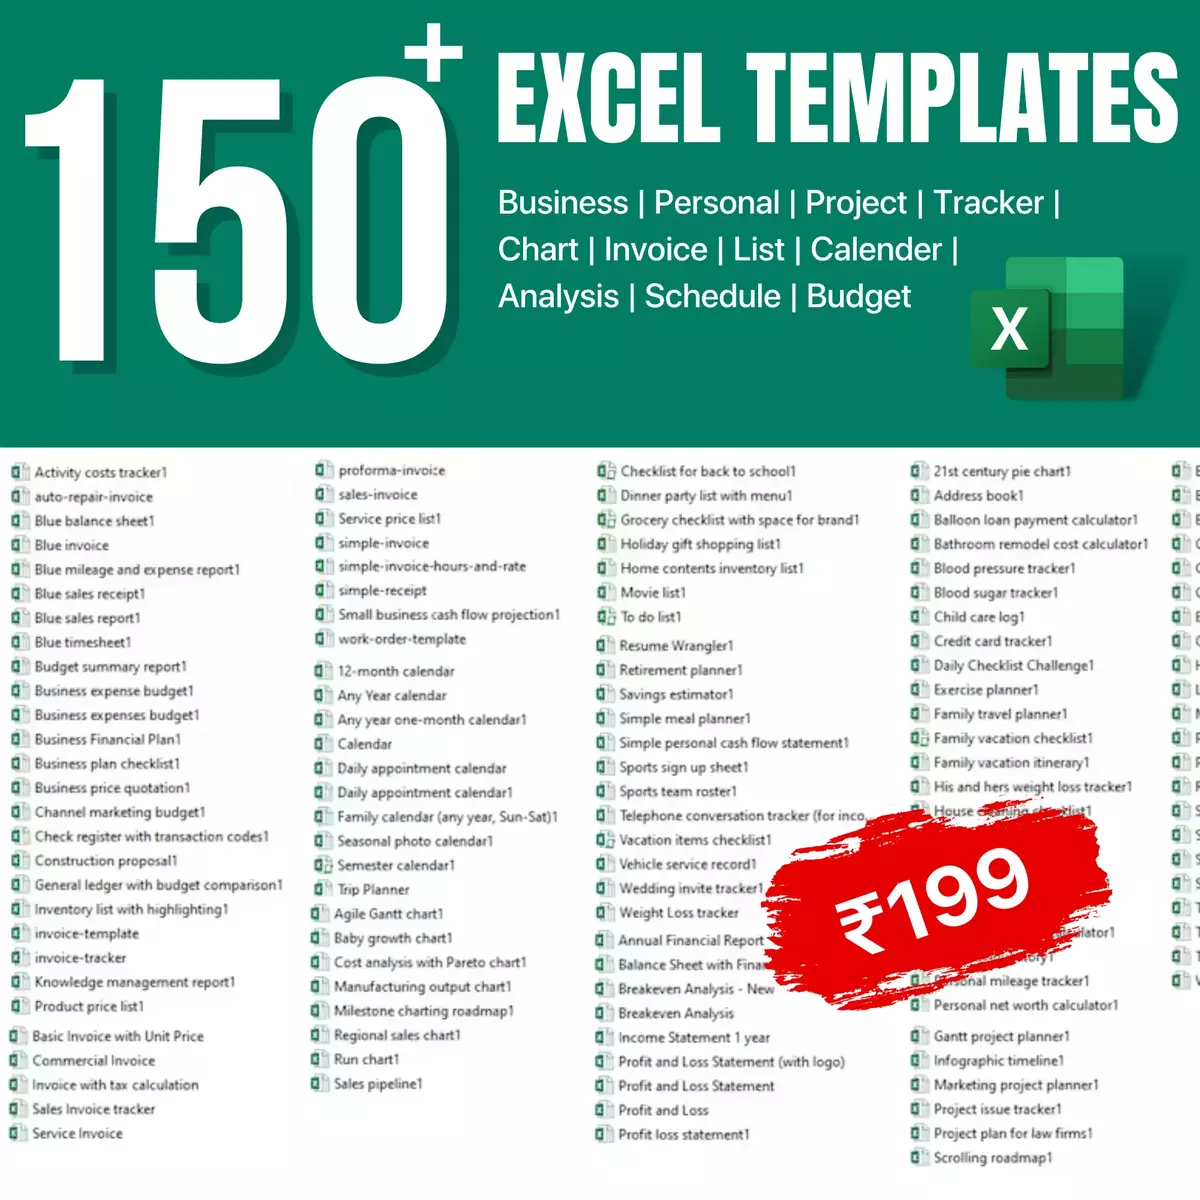 150+
EXCEL TEMPLATES
Business | Personal | Project | Tracker |
Chart | Invoice | List | Calender |
Analysis | Schedule | Budget
X
Activity costs tracker1
auto-repair-invoice
Blue balance sheet1
Blue invoice
Blue mileage and expense report1
Blue sales receipt1
Blue sales report1
Blue timesheet1
Budget summary report1
Business expense budget1
Business expenses budget1
Business Financial Plan1
Business plan checklist1
Business price quotation1
Channel marketing budget1
Check register with transaction codes1
Construction proposal1
General ledger with budget comparison1
Inventory list with highlighting1
invoice-template
invoice-tracker
Knowledge management report1
Product price list1
Basic Invoice with Unit Price
Commercial Invoice
Invoice with tax calculation
Sales Invoice tracker
Service Invoice
proforma-invoice
sales-invoice
Service price list1
simple-invoice
simple-invoice-hours-and-rate
simple-receipt
Small business cash flow projection1
work-order-template
12-month calendar
Any Year calendar
Any year one-month calendar1
Calendar
Daily appointment calendar
Daily appointment calendar1
Family calendar (any year, Sun-Sat)1
Seasonal photo calendar1
Semester calendar1
Trip Planner
Agile Gantt chart1
Baby growth chart1
Cost analysis with Pareto chart1
Manufacturing output chart1
Milestone charting roadmap1
Regional sales chart1
Run chart1
Sales pipeline1
Checklist for back to school1
Dinner party list with menu1
Grocery checklist with space for brand1
Holiday gift shopping list1
Home contents inventory list1
Movie list1
To do list1
Resume Wrangler1
Retirement planner1
Savings estimator1
Simple meal planner1
Simple personal cash flow statement1
Sports sign up sheet1
Sports team roster1
Telephone conversation tracker (for inco...
Vacation items checklist1
Vehicle service record1
Wedding invite tracker1
Weight Loss tracker
Annual Financial Report
Balance Sheet with
Breakeven Analysis - New
Breakeven Analysis
Income Statement 1 year
Profit and Loss Statement (with logo)
Profit and Loss Statement
Profit and Loss
Profit loss statement1
21st century pie chart1
Address book1
Balloon loan payment calculator1
Bathroom remodel cost calculator1
Blood pressure tracker1
Blood sugar tracker1
Child care log1
Credit card tracker1
Daily Checklist Challenge1
Exercise planner1
Family travel planner1
Family vacation checklist1
Family vacation itinerary1
His and hers weight loss tracker1
House cleaning checklist1
₹199
mileage tracker1
Personal net worth calculator1
Gantt project planner1
Infographic timeline1
Marketing project planner1
Project issue tracker1
Project plan for law firms1
Scrolling roadmap1